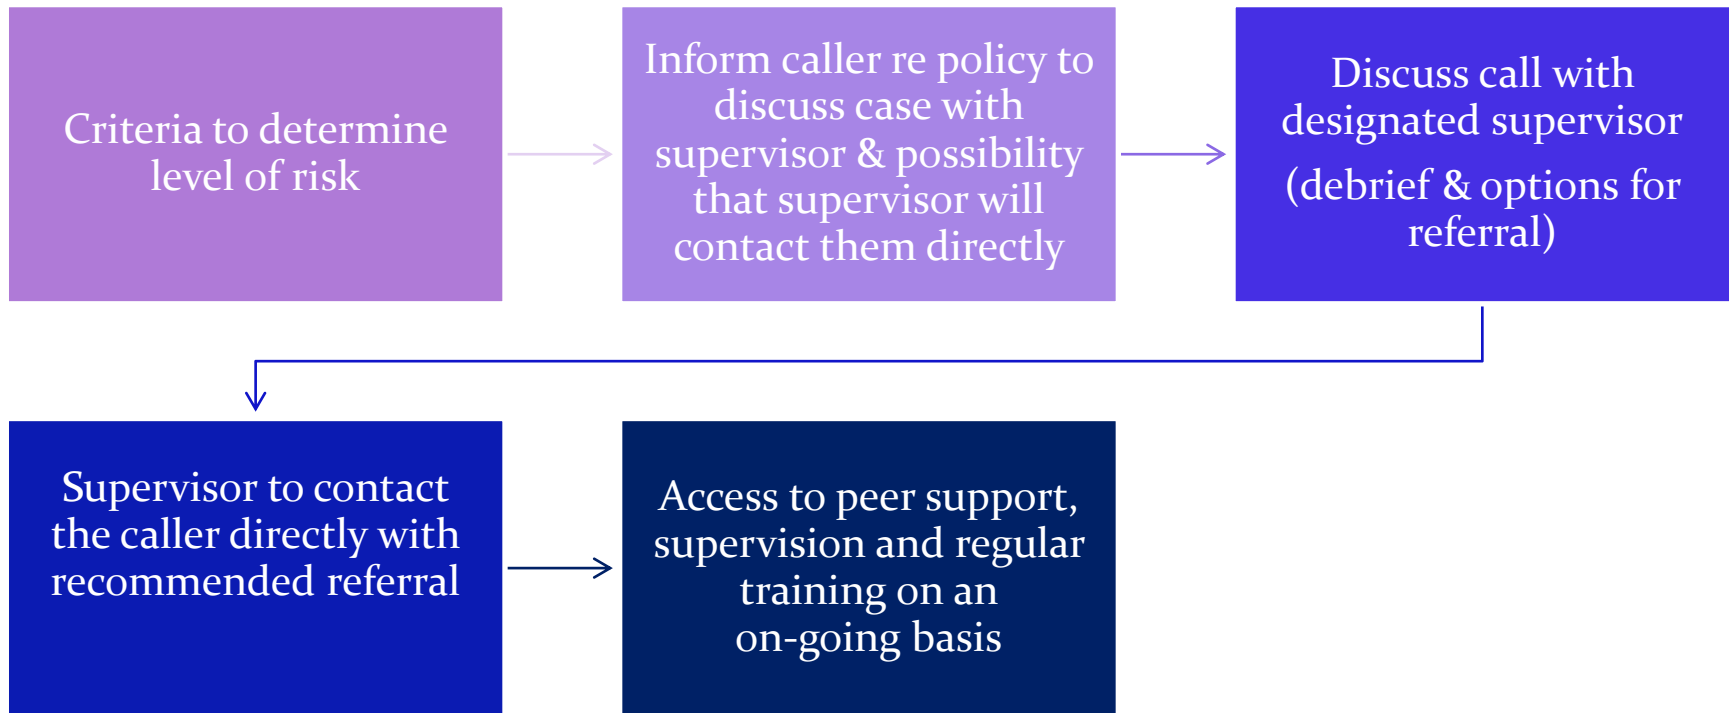 Criteria to determine
level of risk
Inform caller re policy to
discuss case with
supervisor & possibility
that supervisor will
contact them directly
Discuss call with
designated supervisor
(debrief & options for
referral)
Supervisor to contact
the caller directly with
recommended referral
Access to peer support,
supervision and regular
training on an
on-going basis